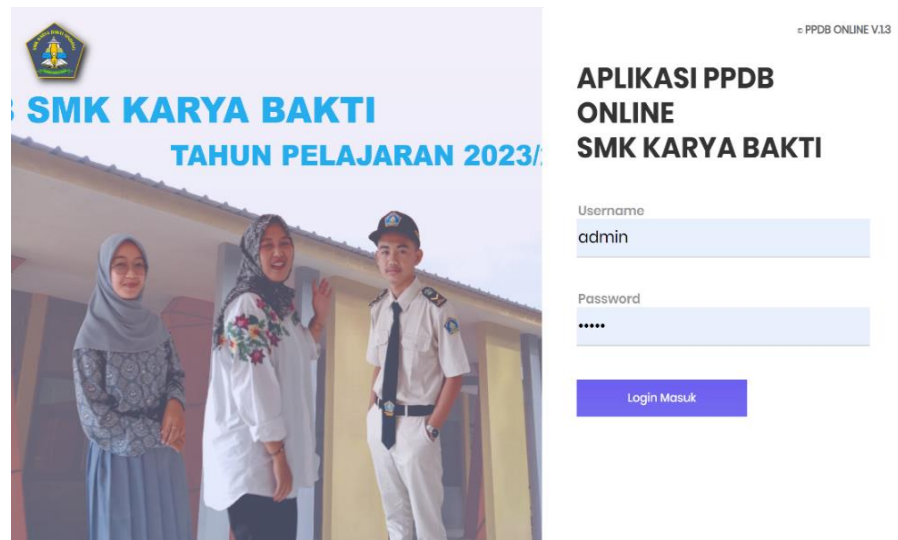 SMK KARYA BAKTI
TAHUN PELAJARAN 2023/
PPDB ONLINE V.1.3
APLIKASI PPDB
ONLINE
SMK KARYA BAKTI
Username
admin
Password
•••••
Login Masuk